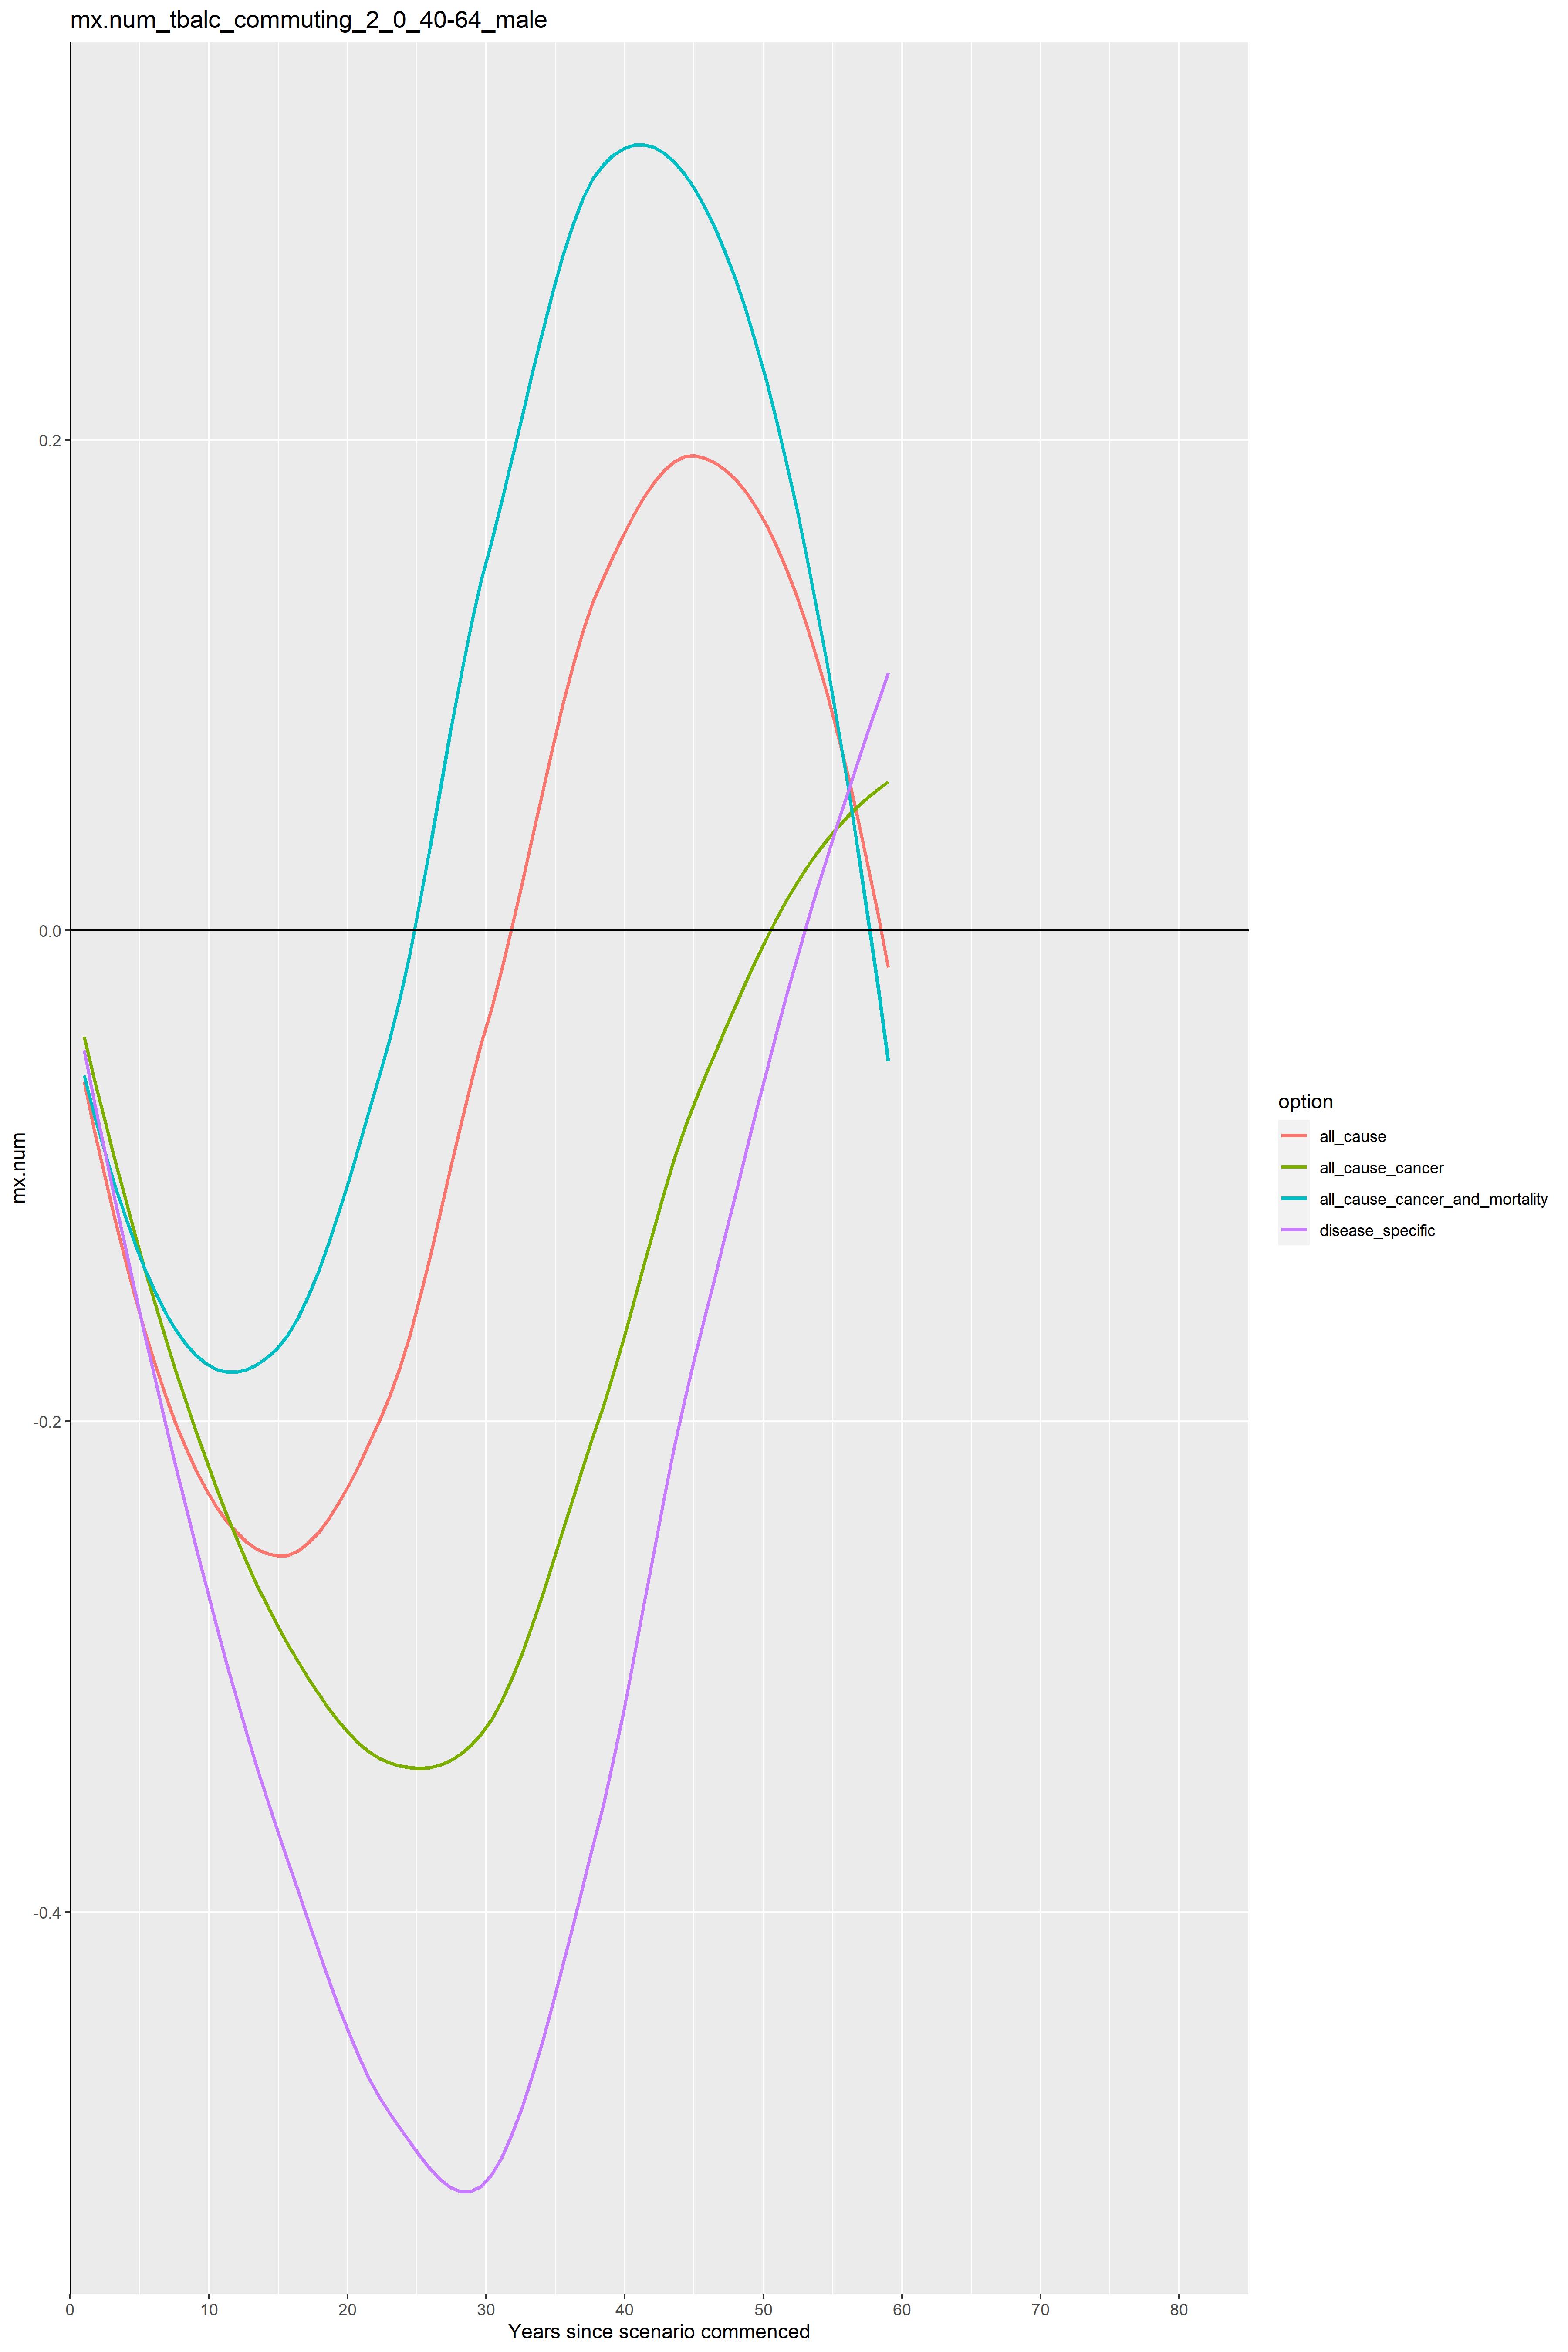 mx.num_tbalc_commuting_2_0_40-64_male
0.2
0.0
-0.2
-0.4
mx.num
0 10 20 30 40 50 60 70 80
Years since scenario commenced
option
all_cause
all_cause_cancer
all_cause_cancer_and_mortality
disease_specific